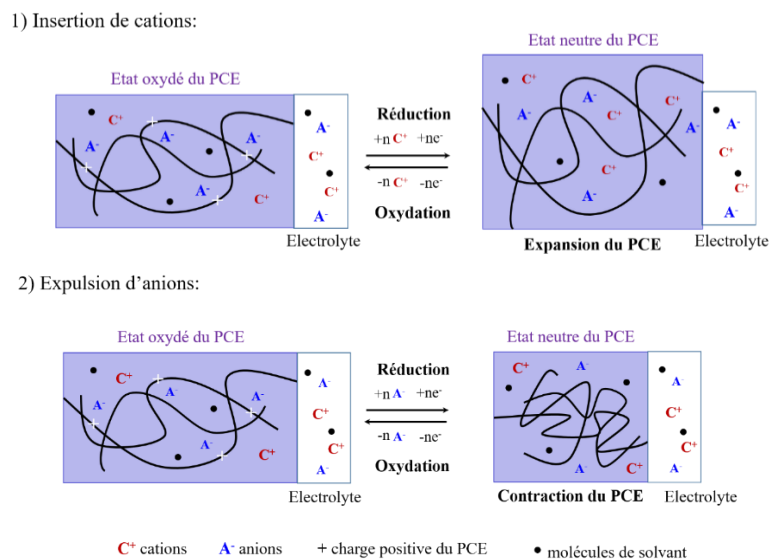 1) Insertion de cations:
Etat oxydé du PCE
Etat neutre du PCE
C⁺
A⁻
+
A⁻
A⁻
+
+
A⁻
+
C⁺
A⁻
C⁺
C⁺
A⁻
Electrolyte
Réduction
+n C⁺ +ne⁻
-n C⁺ -ne⁻
Oxydation
C⁺
A⁻
A⁻
C⁺
C⁺
A⁻
C⁺
A⁻
A⁻
C⁺
C⁺
A⁻
Expansion du PCE
Electrolyte
2) Expulsion d’anions:
Etat oxydé du PCE
Etat neutre du PCE
C⁺
+
A⁻
A⁻
A⁻
+
+
A⁻
+
C⁺
A⁻
C⁺
C⁺
A⁻
Electrolyte
Réduction
+n A⁻ +ne⁻
-n A⁻ -ne⁻
Oxydation
C⁺
A⁻
A⁻
C⁺
A
C⁺
C⁺
A⁻
Contraction du PCE
Electrolyte
C⁺ cations A⁻ anions + charge positive du PCE • molécules de solvant